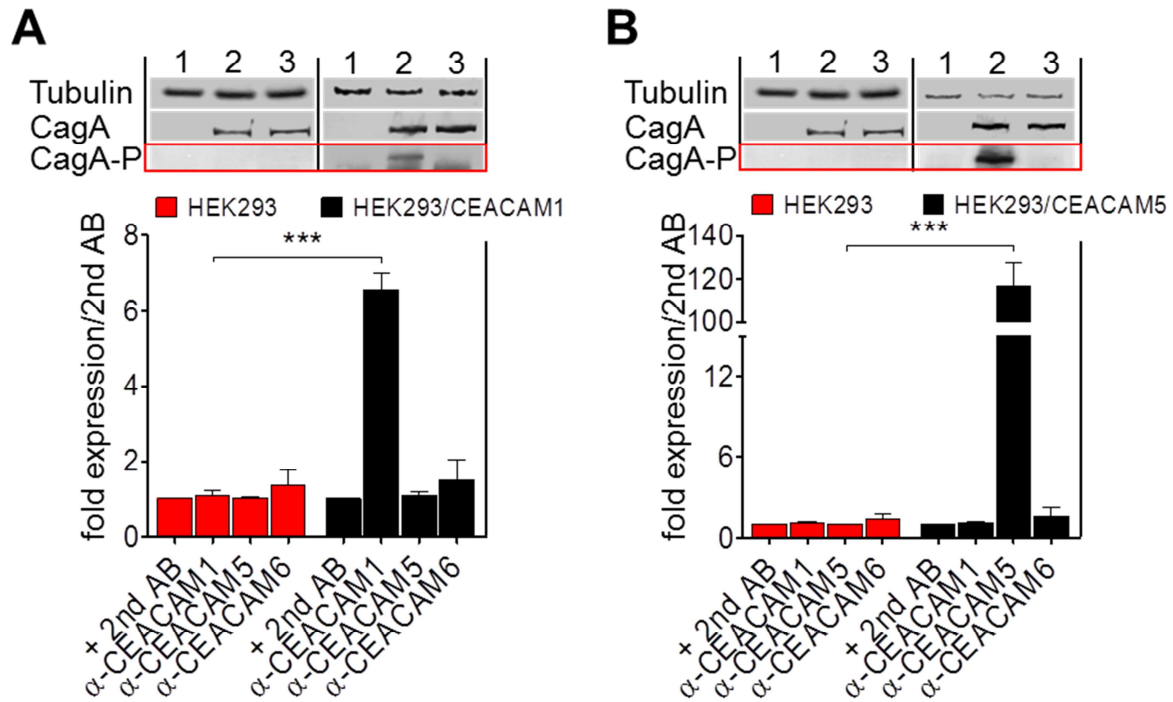 A
1 2 3 1 2 3
Tubulin
CagA
CagA-P
HEK293 HEK293/CEACAM1
***
fold expression/2nd AB
8
6
4
2
0
+ 2nd AB
α-CEACAM1
α-CEACAM5
α-CEACAM6
+ 2nd AB
α-CEACAM1
α-CEACAM5
α-CEACAM6
B
1 2 3 1 2 3
Tubulin
CagA
CagA-P
HEK293 HEK293/CEACAM5
***
fold expression/2nd AB
140
120
100
12
6
0
+ 2nd AB
α-CEACAM1
α-CEACAM5
α-CEACAM6
+ 2nd AB
α-CEACAM1
α-CEACAM5
α-CEACAM6